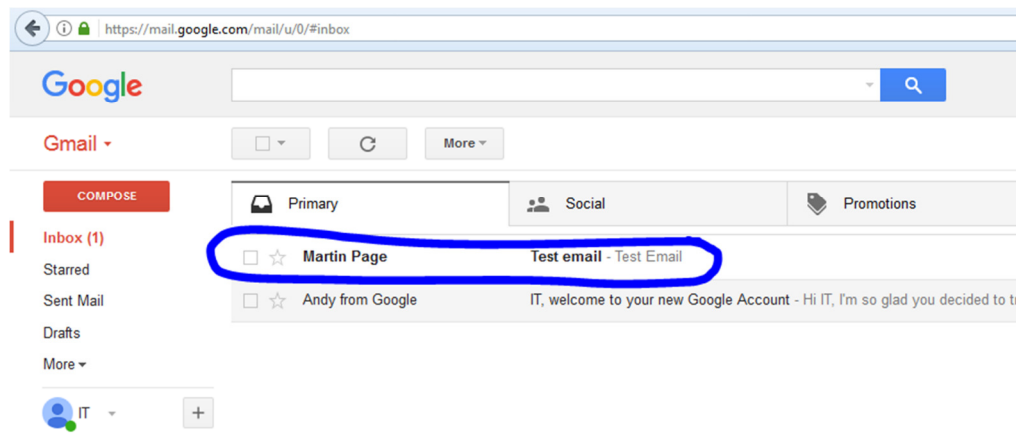 https://mail.google.com/mail/u/0/#inbox
Google
Gmail
More
COMPOSE
Primary
Social
Promotions
Inbox (1)
Martin Page Test email - Test Email
Starred
Sent Mail
Andy from Google IT, welcome to your new Google Account - Hi IT, I'm so glad you decided to
Drafts
More
IT
+